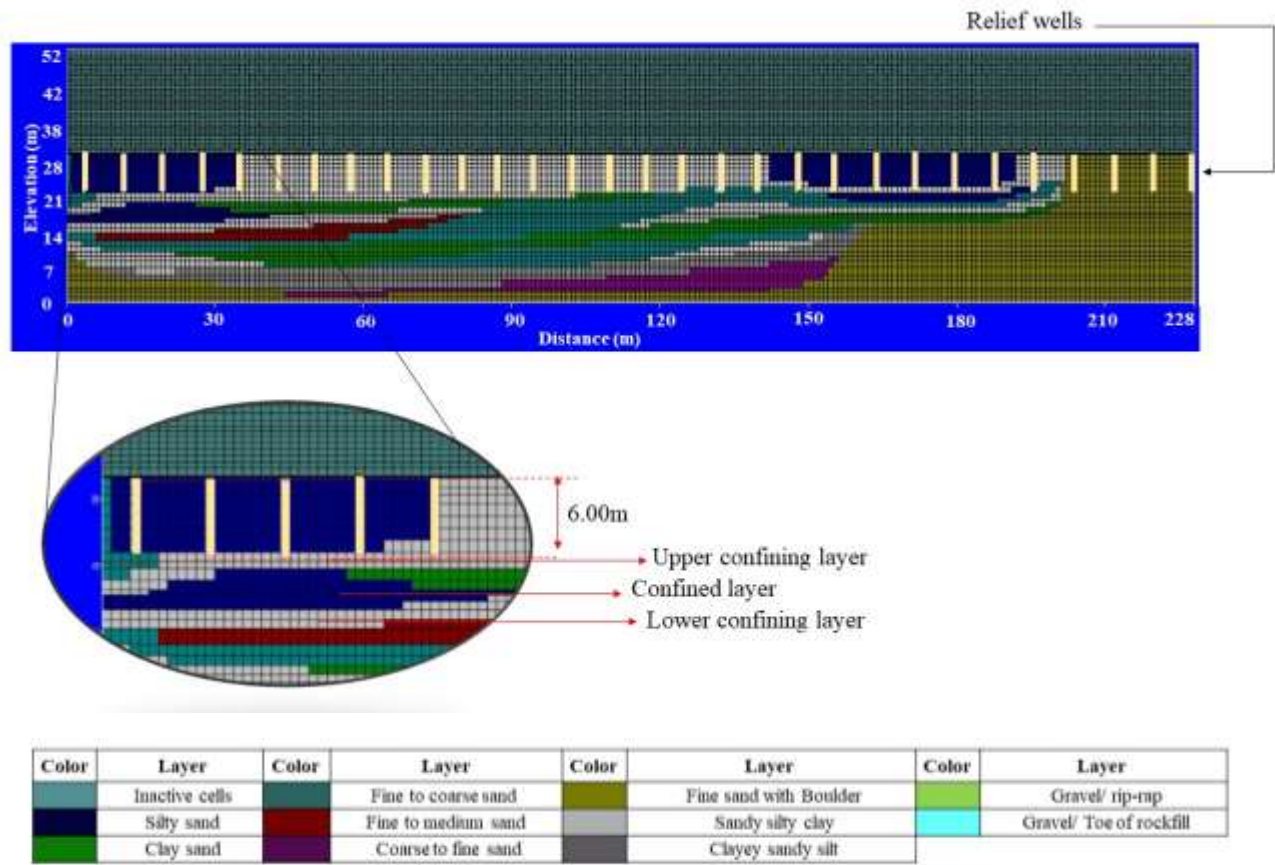 Relief wells
52
42
38
28
21
14
7
0
Elevation (m)
0 30 60 90 120 150 180 210 228
Distance (m)
6.00m
Upper confining layer
Confined layer
Lower confining layer
Color Layer Color Layer Color Layer Color Layer
Inactive cells Fine to coarse sand Fine sand with Boulder Gravel/ rip-rap
Silty sand Fine to medium sand Sandy silty clay Gravel/ Toe of rockfill
Clay sand Coarse to fine sand Clayey sandy silt